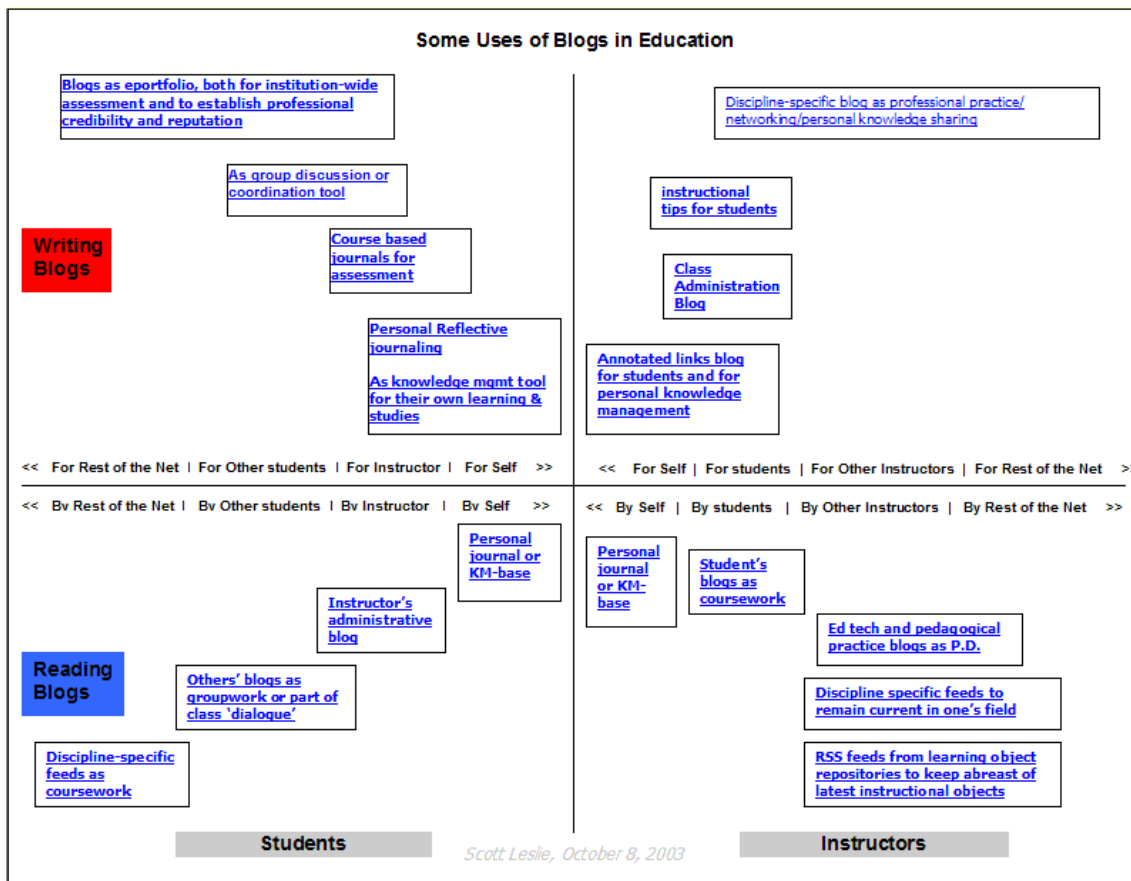 Some Uses of Blogs in Education
Blogs as eportfolio, both for institution-wide
assessment and to establish professional
credibility and reputation
Discipline-specific blog as professional practice/
networking/personal knowledge sharing
As group discussion or
coordination tool
instructional
tips for students
Writing
Blogs
Course based
journals for
assessment
Class
Administration
Blog
Personal Reflective
journaling
As knowledge mgmt tool
for their own learning &
studies
Annotated links blog
for students and for
personal knowledge
management
<< For Rest of the Net | For Other students | For Instructor | For Self >>
<< For Self | For students | For Other Instructors | For Rest of the Net >>
<< By Rest of the Net | By Other students | By Instructor | By Self >>
<< By Self | By students | By Other Instructors | By Rest of the Net >>
Personal
journal or
KM-base
Personal
journal
or KM-
base
Student's
blogs as
coursework
Instructor's
administrative
blog
Ed tech and pedagogical
practice blogs as P.D.
Reading
Blogs
Others' blogs as
groupwork or part of
class 'dialogue'
Discipline specific feeds to
remain current in one's field
Discipline-specific
feeds as
coursework
RSS feeds from learning object
repositories to keep abreast of
latest instructional objects
Students
Scott Leslie, October 8, 2003
Instructors